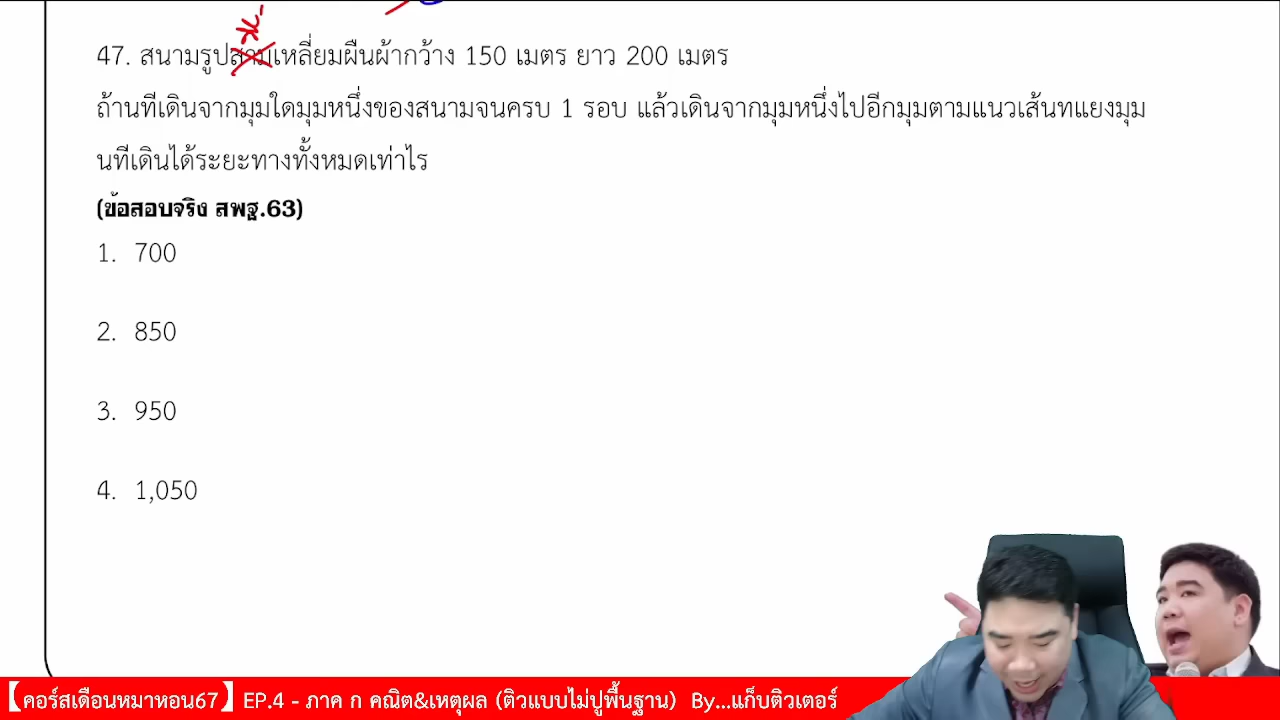 สี่
47. สนามรูปสามเหลี่ยมผืนผ้ากว้าง 150 เมตร ยาว 200 เมตร
ถ้านทีเดินจากมุมใดมุมหนึ่งของสนามจนครบ 1 รอบ แล้วเดินจากมุมหนึ่งไปอีกมุมตามแนวเส้นทแยงมุม
นทีเดินได้ระยะทางทั้งหมดเท่าไร
(ข้อสอบจริง สพฐ.63)
1. 700
2. 850
3. 950
4. 1,050
【คอร์สเดือนหมาหอน67】 EP.4 - ภาค ก คณิต&เหตุผล (ติวแบบไม่ปูพื้นฐาน) By...แก็บติวเตอร์